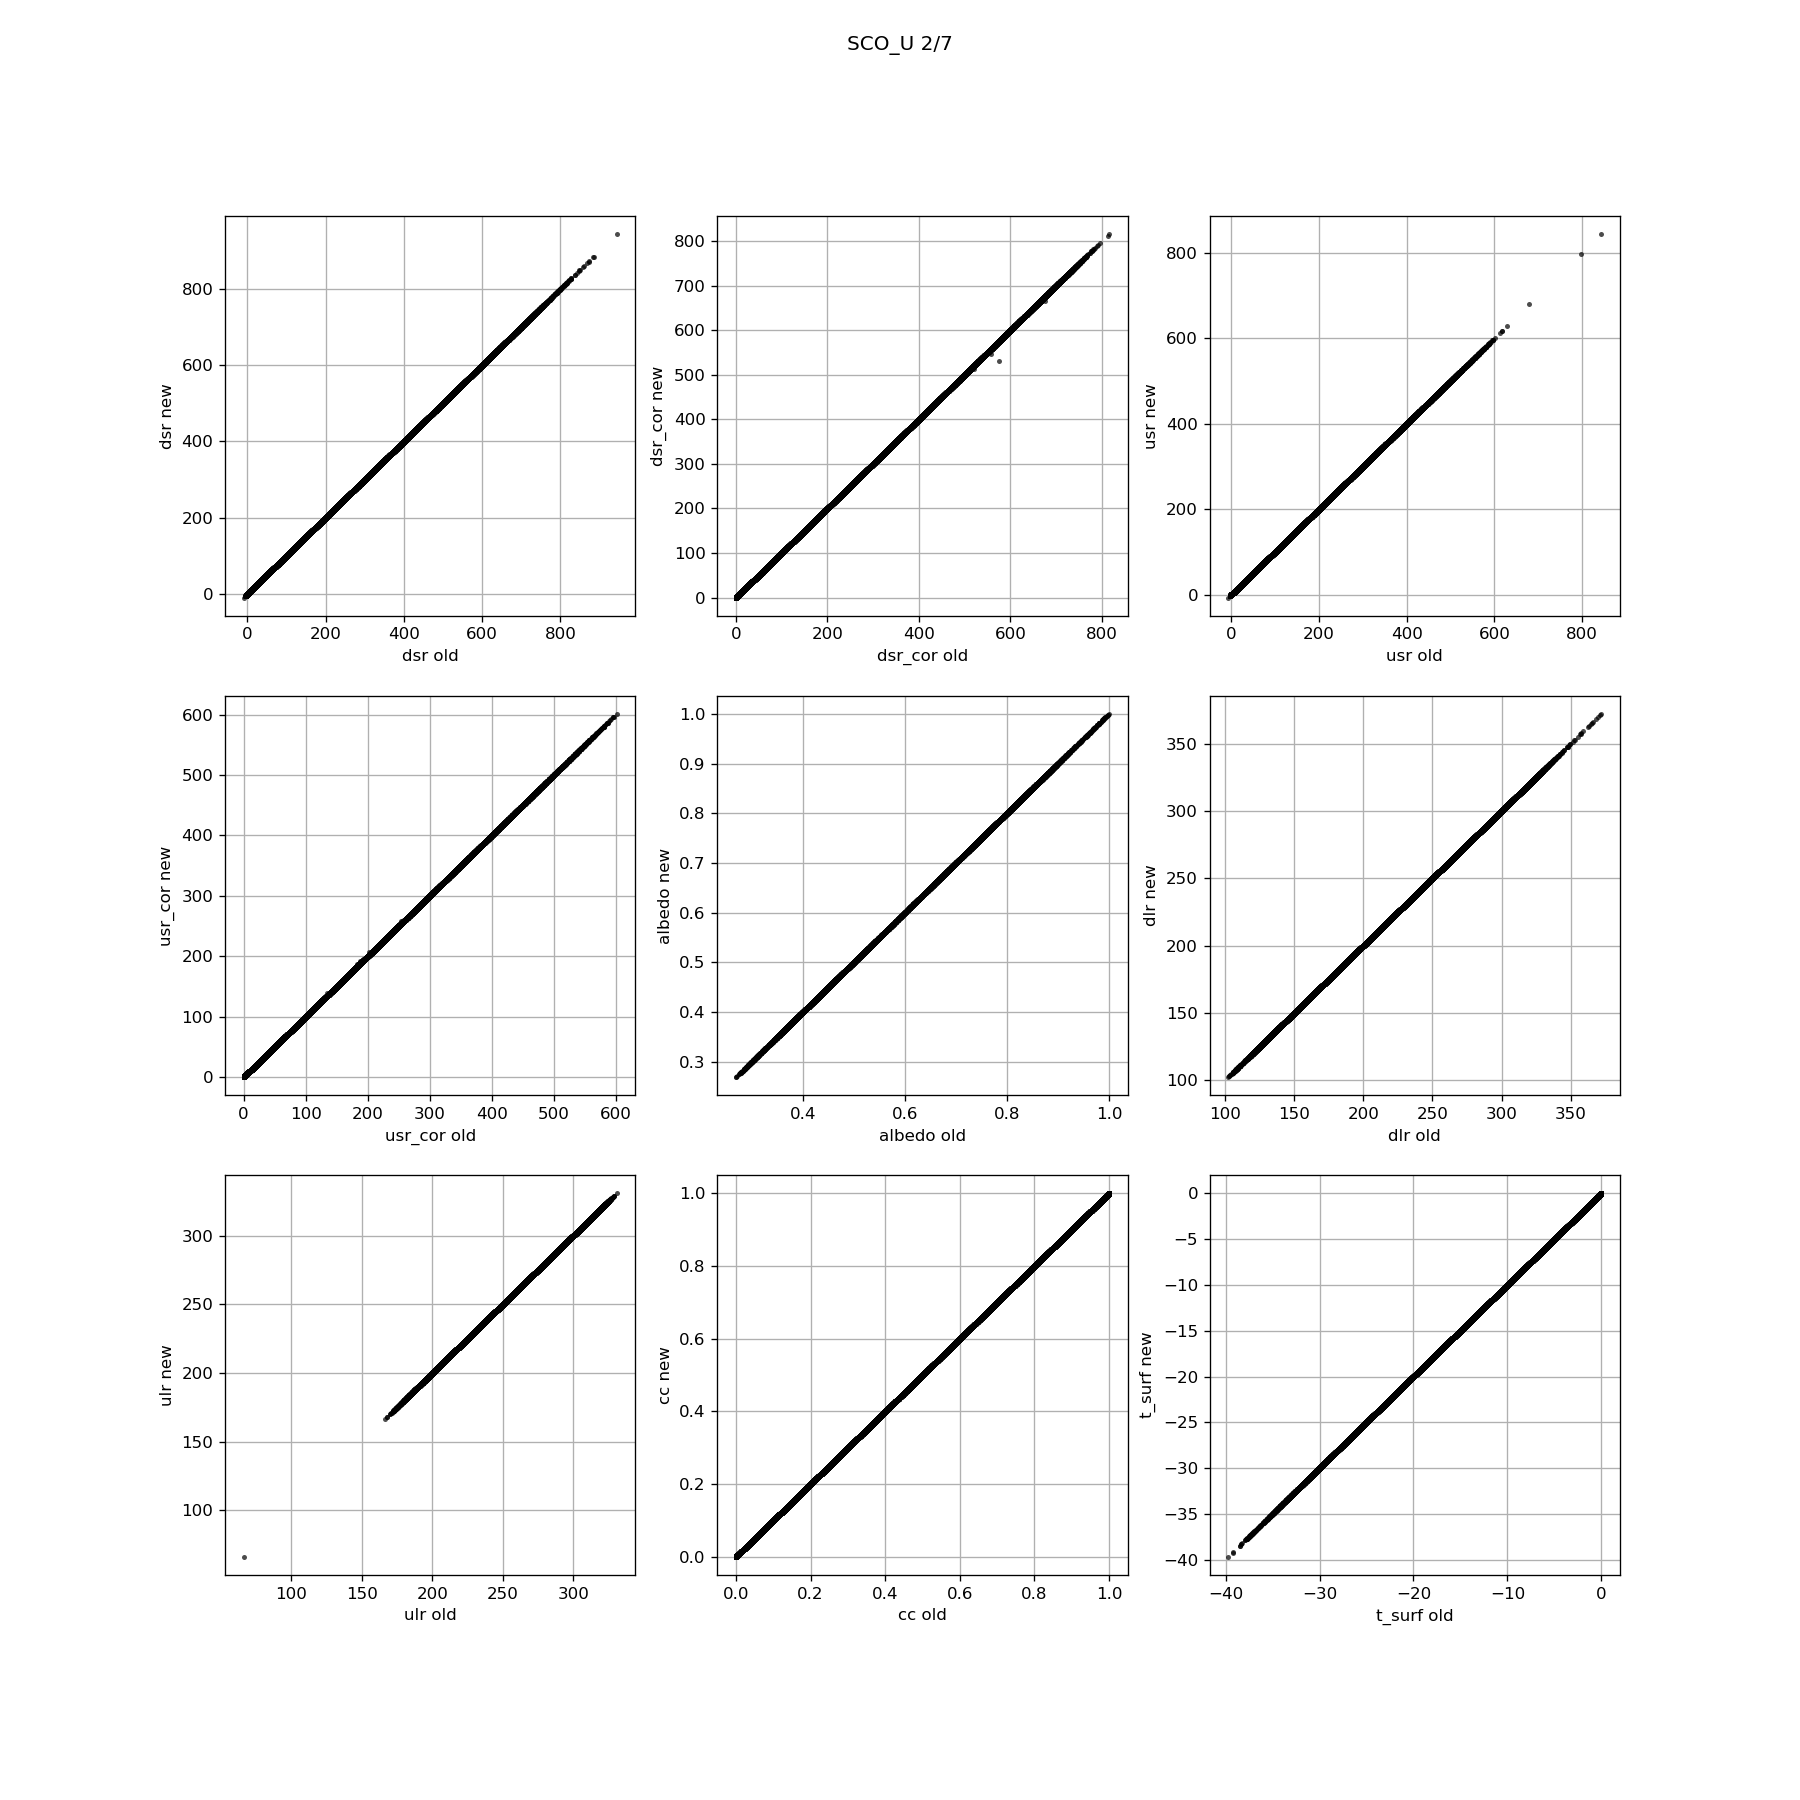 SCO_U 2/7
dsr new
800
600
400
200
0
0 200 400 600 800
dsr old
dsr_cor new
800
700
600
500
400
300
200
100
0
0 200 400 600 800
dsr_cor old
usr new
800
600
400
200
0
0 200 400 600 800
usr old
usr_cor new
600
500
400
300
200
100
0
0 100 200 300 400 500 600
usr_cor old
albedo new
1.0
0.9
0.8
0.7
0.6
0.5
0.4
0.3
0.4 0.6 0.8 1.0
albedo old
dlr new
350
300
250
200
150
100
100 150 200 250 300 350
dlr old
ulr new
300
250
200
150
100
100 150 200 250 300
ulr old
cc new
1.0
0.8
0.6
0.4
0.2
0.0
0.0 0.2 0.4 0.6 0.8 1.0
cc old
t_surf new
0
−5
−10
−15
−20
−25
−30
−35
−40
−40 −30 −20 −10 0
t_surf old